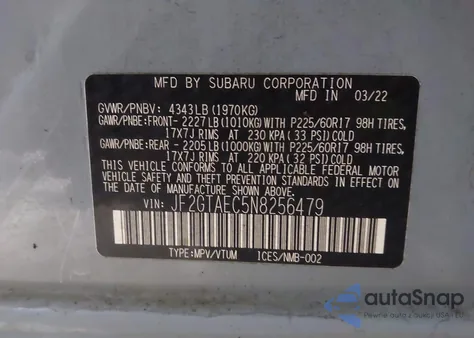 MFD BY SUBARU CORPORATION
GVWR/PNBV: 4343LB (1970KG) IN 03/22
GAWR/PNBE:FRONT- 2227LB(1010KG)WITH P225/60R17 98H TIRES,
17X7J RIMS AT 230 KPA(33 PSI)COLD
GAWR/PNBE:REAR - 2205LB(1000KG)WITH P225/60R17 98H TIRES,
17X7J RIMS AT 220 KPA(32 PSI)COLD
THIS VEHICLE CONFORMS TO ALL APPLICABLE FEDERAL MOTOR
VEHICLE SAFETY, BUMPER, AND THEFT PREVENTION STANDARDS
IN EFFECT ON THE DATE OF MANUFACTURE SHOWN ABOVE.
VIN: JF2GTAEC5N8256479
TYPE:MPV/VTUM ICES/NMB-002
autoSnap